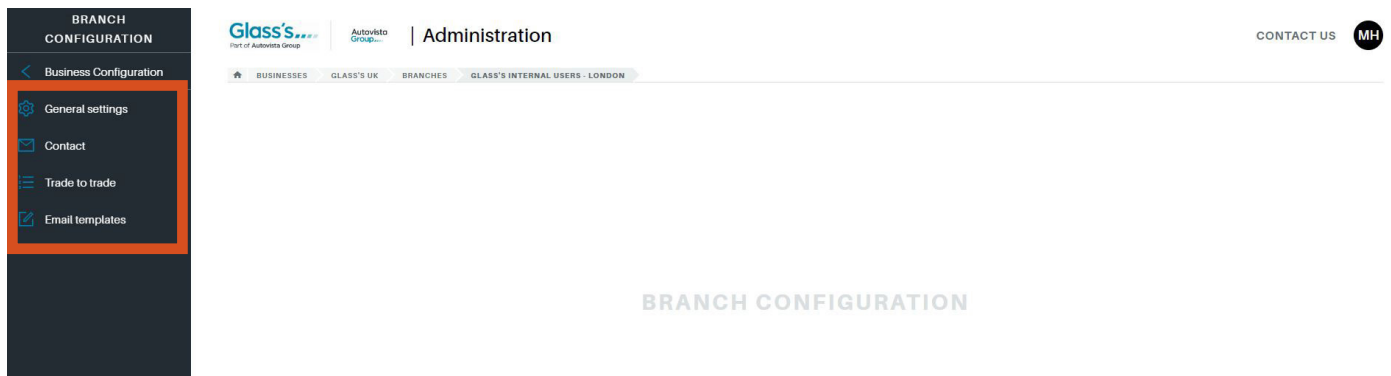 BRANCH
CONFIGURATION
Business Configuration
General settings
Contact
Trade to trade
Email templates
Glass's....
Part of Autovista Group
Autovista
Group....
| Administration
CONTACT US
MH
BUSINESSES
GLASS'S UK
BRANCHES
GLASS'S INTERNAL USERS - LONDON
BRANCH CONFIGURATION